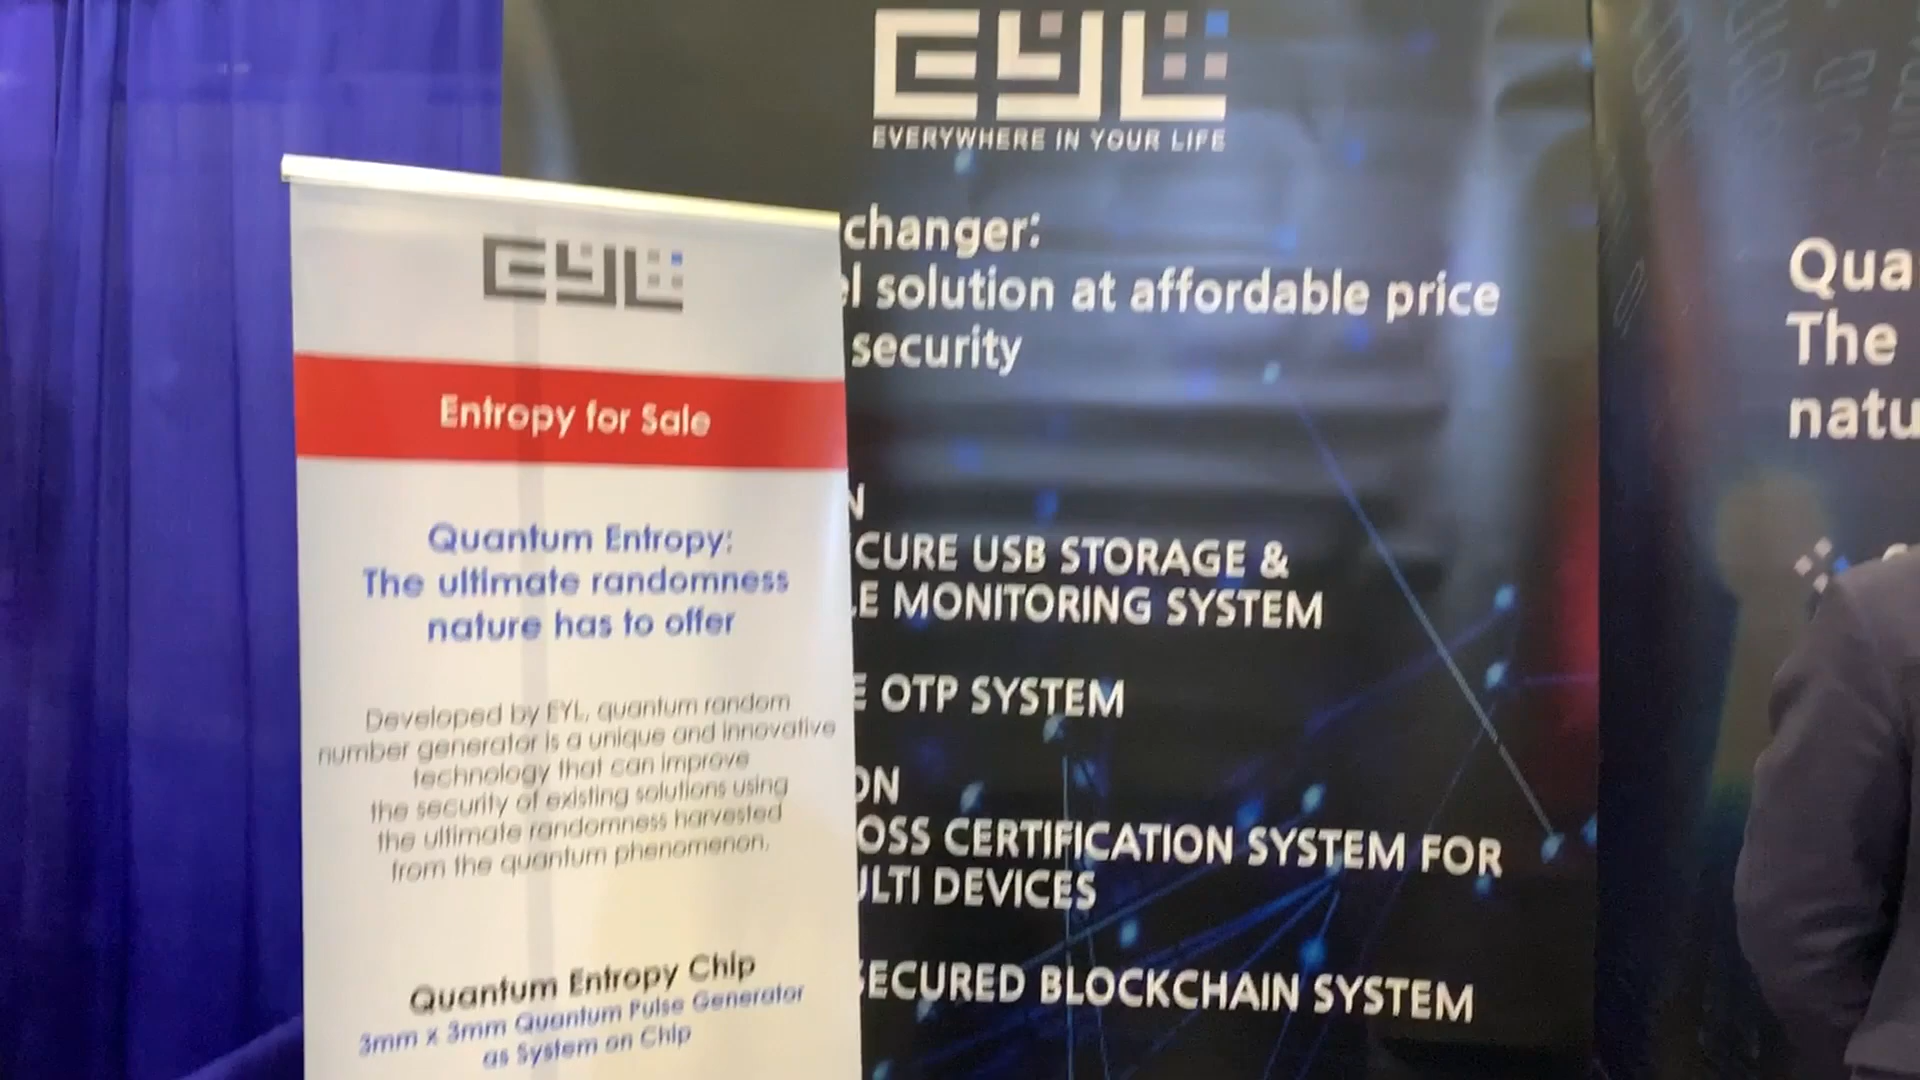 EYL
Entropy for Sale
Quantum Entropy:
The ultimate randomness
nature has to offer
Developed by EYL, quantum random
number generator is a unique and innovative
technology that can improve
the security of existing solutions using
the ultimate randomness harvested
from the quantum phenomenon.
Quantum Entropy Chip
3mm x 3mm Quantum Pulse Generator
as System on Chip
EYL
EVERYWHERE IN YOUR LIFE
changer:
el solution at affordable price
security
N
CURE USB STORAGE &
LE MONITORING SYSTEM
E OTP SYSTEM
ON
OSS CERTIFICATION SYSTEM FOR
ULTI DEVICES
SECURED BLOCKCHAIN SYSTEM
Qua
The
natu